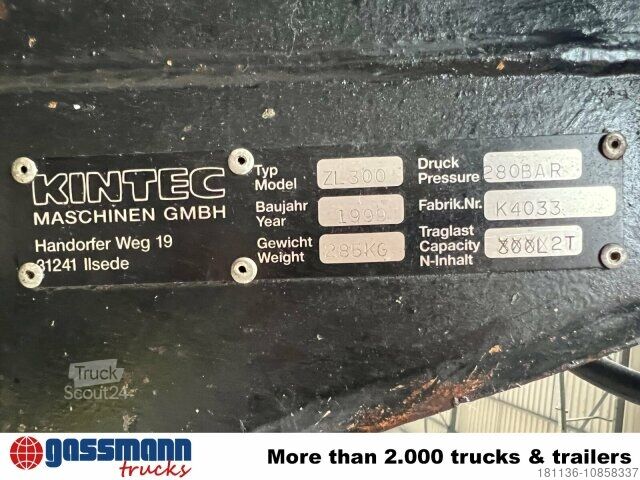 KINTEC
MASCHINEN GMBH
Handorfer Weg 19
31241 Ilsede
Typ
Model
ZL300
Baujahr
Year
1999
Gewicht
Weight
285KG
Druck
Pressure
280BAR
Fabrik.Nr.
K4033
Traglast
Capacity
N-Inhalt
2T
Truck
Scout24
gassmann
trucks
More than 2.000 trucks & trailers
181136-10858337